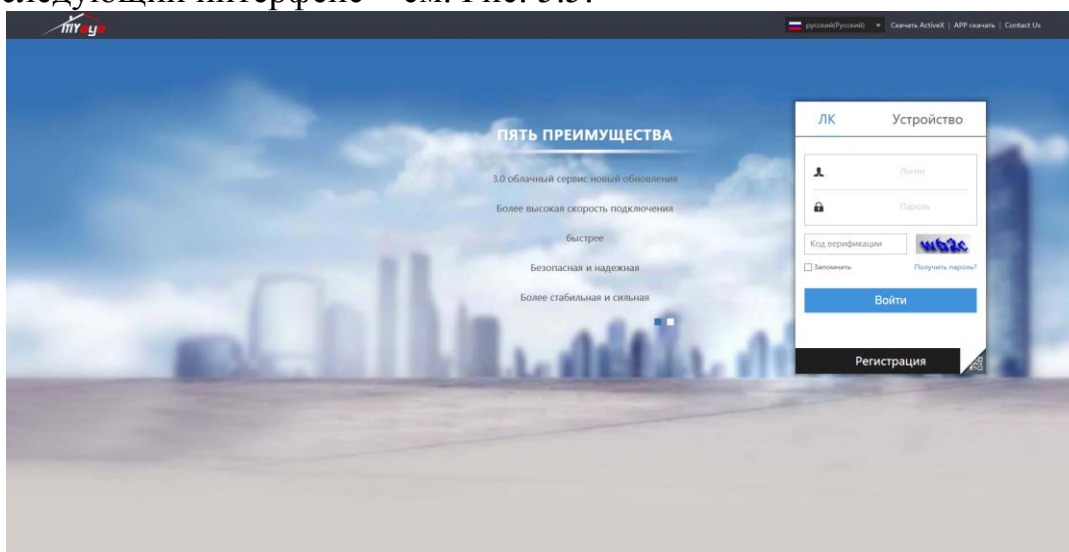 следующий интерфейс – см. Рис.
MYeye
русский(Русский) Скачать ActiveX | APP скачать | Contact Us
ПЯТЬ ПРЕИМУЩЕСТВА
3.0 облачный сервис новый обновления
Более высокая скорость подключения
быстрее
Безопасная и надежная
Более стабильная и сильная
ЛК Устройство
Логин
Пароль
Код верификации
Запомнить Получить пароль?
Войти
Регистрация